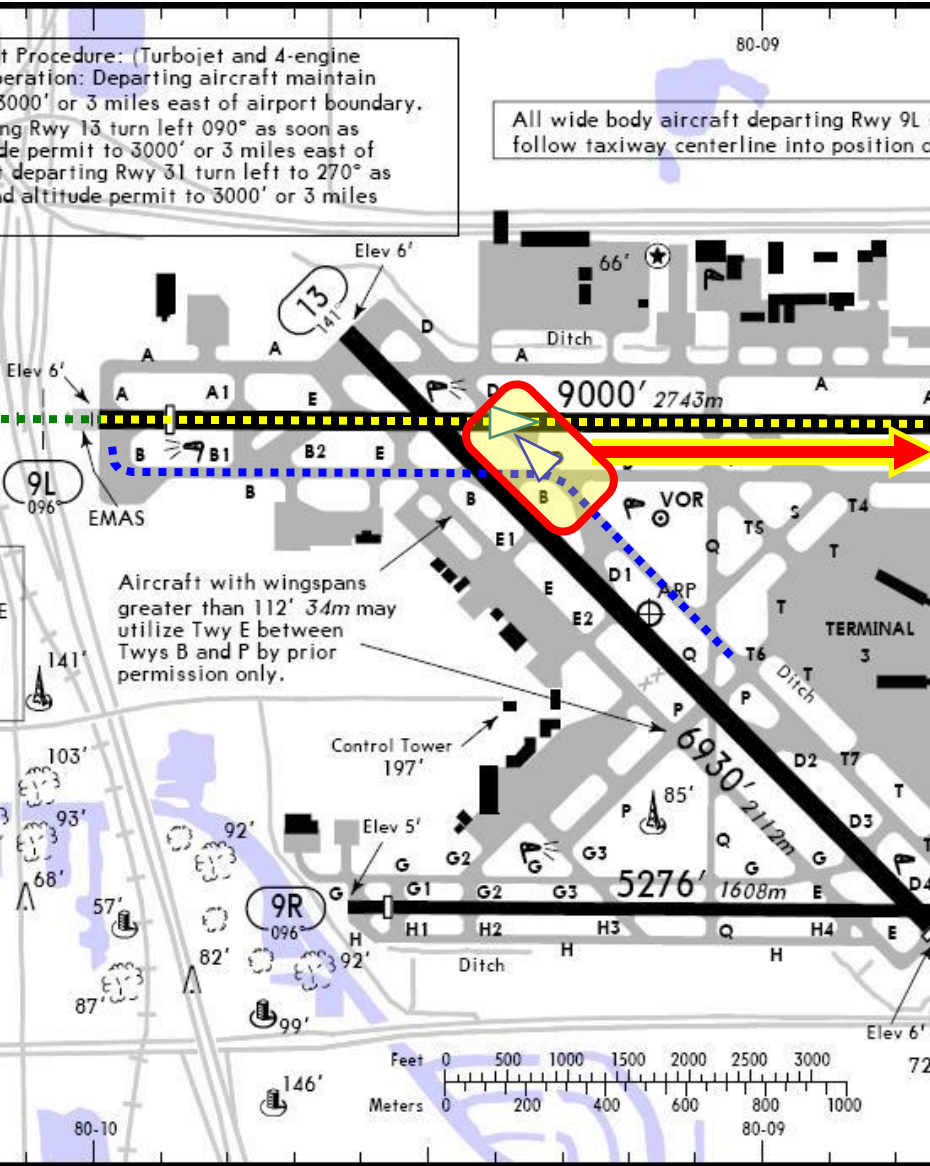 80-09
t Procedure: (Turbojet and 4-engine
peration: Departing aircraft maintain
3000' or 3 miles east of airport boundary.
ng Rwy 13 turn left 090° as soon as
de permit to 3000' or 3 miles east of
t departing Rwy 31 turn left to 270° as
nd altitude permit to 3000' or 3 miles
All wide body aircraft departing Rwy 9L
follow taxiway centerline into position
Elev 6'
66'
13
141°
D
Ditch
A
A
A
Elev 6'
A
A1
E
D
9000' 2743m
A
A
B
B1
B2
E
9L
096°
EMAS
B
B
B
VOR
T5
S
T4
E1
Q
T
Aircraft with wingspans
greater than 112' 34m may
utilize Twy E between
Twys B and P by prior
permission only.
E
D1
ARP
E
E2
T
TERMINAL
3
141'
Q
T6
T
Ditch
P
P
Control Tower
197'
6930' 2112m
D2
T7
103'
85'
P
T
93'
92'
Elev 5'
D3
T
68'
G
G2
G
G3
Q
G
G
D4
57'
9R
096°
G
G1
G2
G3
5276' 1608m
E
H
H1
H2
H3
Q
H4
E
82'
92'
Ditch
H
H
87'
99'
Elev 6'
Feet 0 500 1000 1500 2000 2500 3000
72
146'
Meters 0 200 400 600 800 1000
80-10
80-09